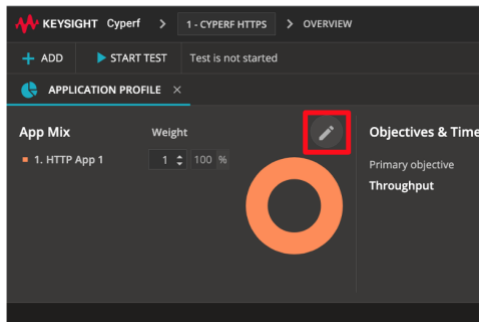 KEYSIGHT Cyperf > 1 - CYPERF HTTPS > OVERVIEW
+ ADD START TEST Test is not started
APPLICATION PROFILE ×
App Mix Weight Objectives & Time
1. HTTP App 1 1 100 % Primary objective
Throughput